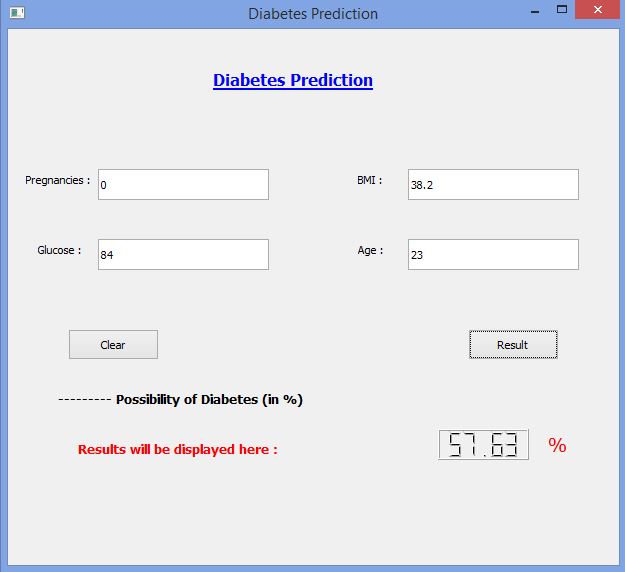 Diabetes Prediction
Diabetes Prediction
Pregnancies : 0 BMI : 38.2
Glucose : 84 Age : 23
Clear Result
--------- Possibility of Diabetes (in %)
Results will be displayed here : 57.63 %